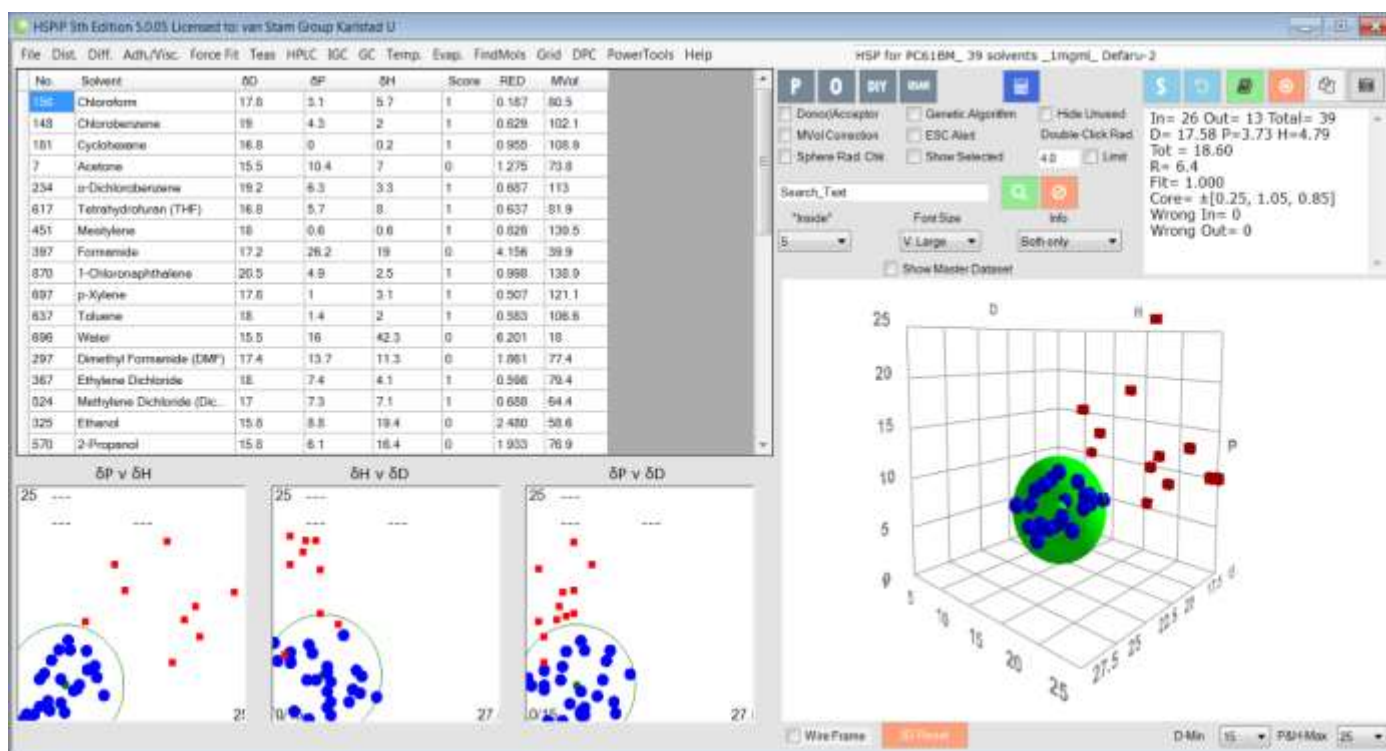 HSPiP 5th Edition 5.0.05 Licensed to: van Stam Group Karlstad U
File Dist. Diff. Adh./Visc. Force Fit Teas HPLC IGC GC Temp. Evap. FindMols Grid DPC PowerTools Help
HSP for PC61BM_ 39 solvents _1mgml_ Defaru-2
No. Solvent δD δP δH Score RED MVol
156 Chloroform 17.8 3.1 5.7 1 0.187 80.5
148 Chlorobenzene 19 4.3 2 1 0.629 102.1
181 Cyclohexane 16.8 0 0.2 1 0.955 108.9
7 Acetone 15.5 10.4 7 0 1.275 73.8
234 o-Dichlorobenzene 19.2 6.3 3.3 1 0.687 113
617 Tetrahydrofuran (THF) 16.8 5.7 8 1 0.637 81.9
451 Mesitylene 18 0.6 0.6 1 0.826 139.5
397 Formamide 17.2 26.2 19 0 4.156 39.9
870 1-Chloronaphthalene 20.5 4.9 2.5 1 0.998 138.9
697 p-Xylene 17.8 1 3.1 1 0.507 121.1
637 Toluene 18 1.4 2 1 0.583 106.6
696 Water 15.5 16 42.3 0 6.201 18
297 Dimethyl Formamide (DMF) 17.4 13.7 11.3 0 1.861 77.4
367 Ethylene Dichloride 18 7.4 4.1 1 0.596 79.4
524 Methylene Dichloride (Dic... 17 7.3 7.1 1 0.688 64.4
325 Ethanol 15.8 8.8 19.4 0 2.480 58.6
570 2-Propanol 15.8 6.1 16.4 0 1.933 76.9
P O DIY QSAR S
Donor/Acceptor Genetic Algorithm Hide Unused
MVol Correction ESC Alert Double-Click Rad.
Sphere Rad. Chk Show Selected 4.0 Limit
Search_Text
"Inside" Font Size Info
S V. Large Both only
Show Master Dataset
In= 26 Out= 13 Total= 39
D= 17.58 P=3.73 H=4.79
Tot = 18.60
R= 6.4
Fit= 1.000
Core= ±[0.25, 1.05, 0.85]
Wrong In= 0
Wrong Out= 0
δP v δH δH v δD δP v δD
25 --- 25 --- 25 ---
--- --- --- --- --- ---
27 27
D H
25
20
15
10
5
P
5 10 15 20 25
27.5 25 22.5 20 17.5 d
Wire Frame 3D Reset D-Min 15 P&H-Max 25